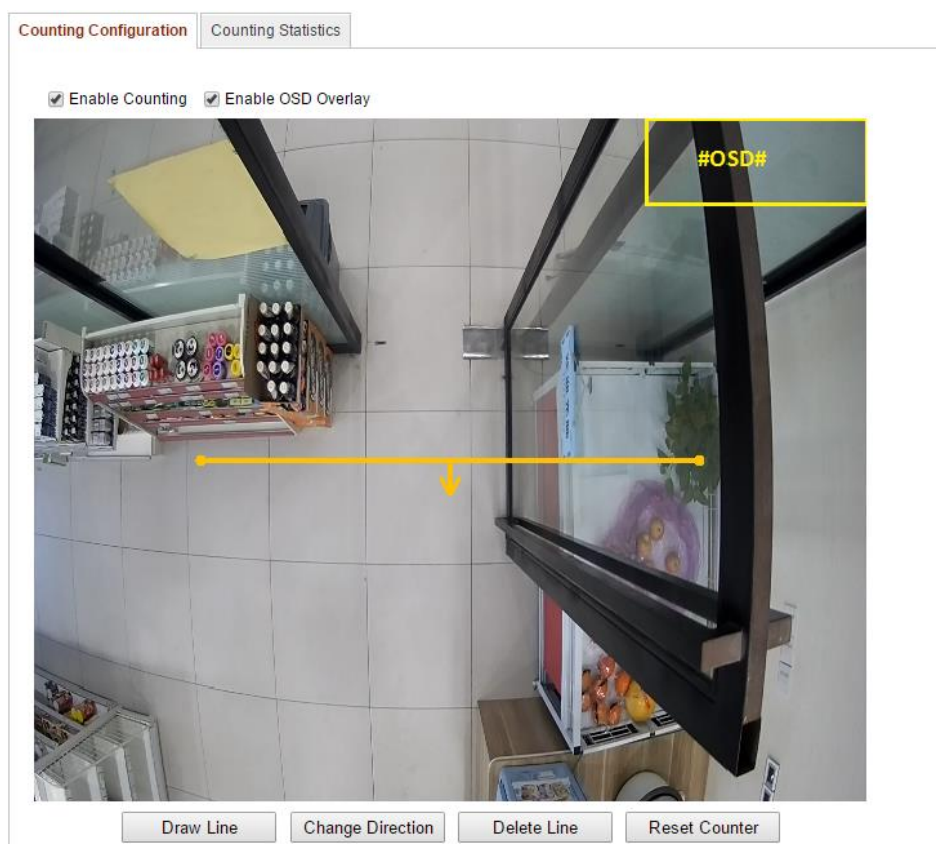 Counting Configuration
Counting Statistics
Enable Counting
Enable OSD Overlay
#OSD#
Draw Line
Change Direction
Delete Line
Reset Counter